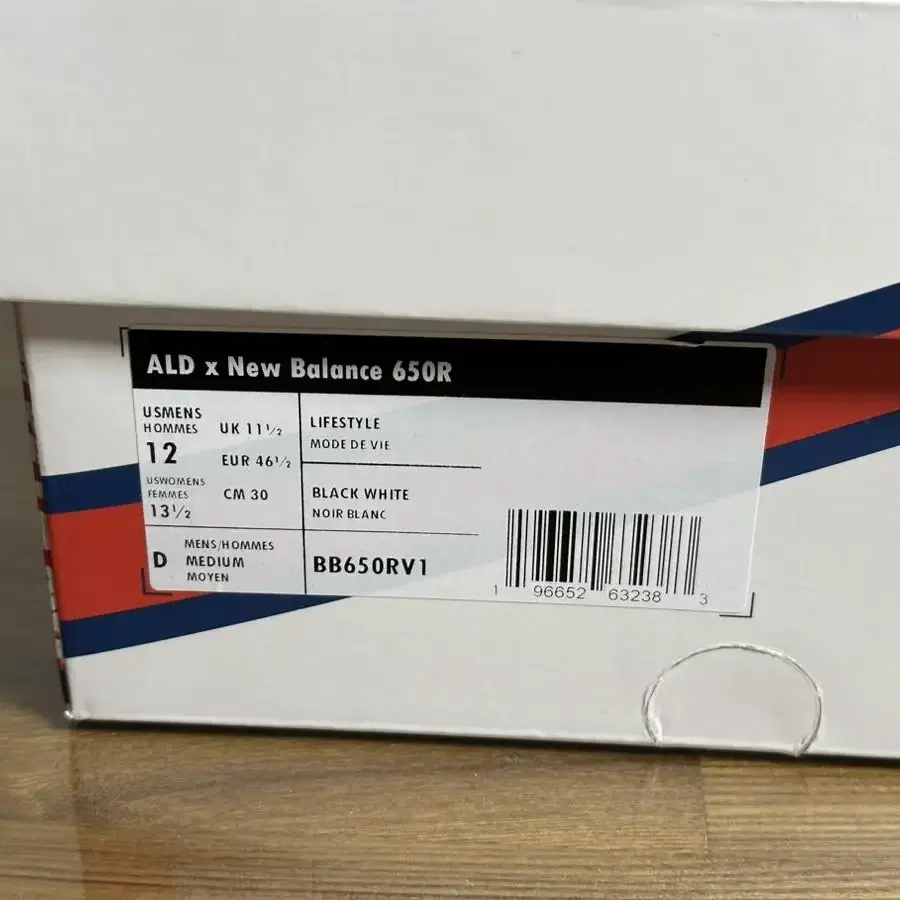 ALD x New Balance 650R
USMENS
HOMMES
12
UK 11½
EUR 46½
USWOMENS
FEMMES
13½
CM 30
D
MENS/HOMMES
MEDIUM
MOYEN
LIFESTYLE
MODE DE VIE
BLACK WHITE
NOIR BLANC
BB650RV1
1 96652 63238 3